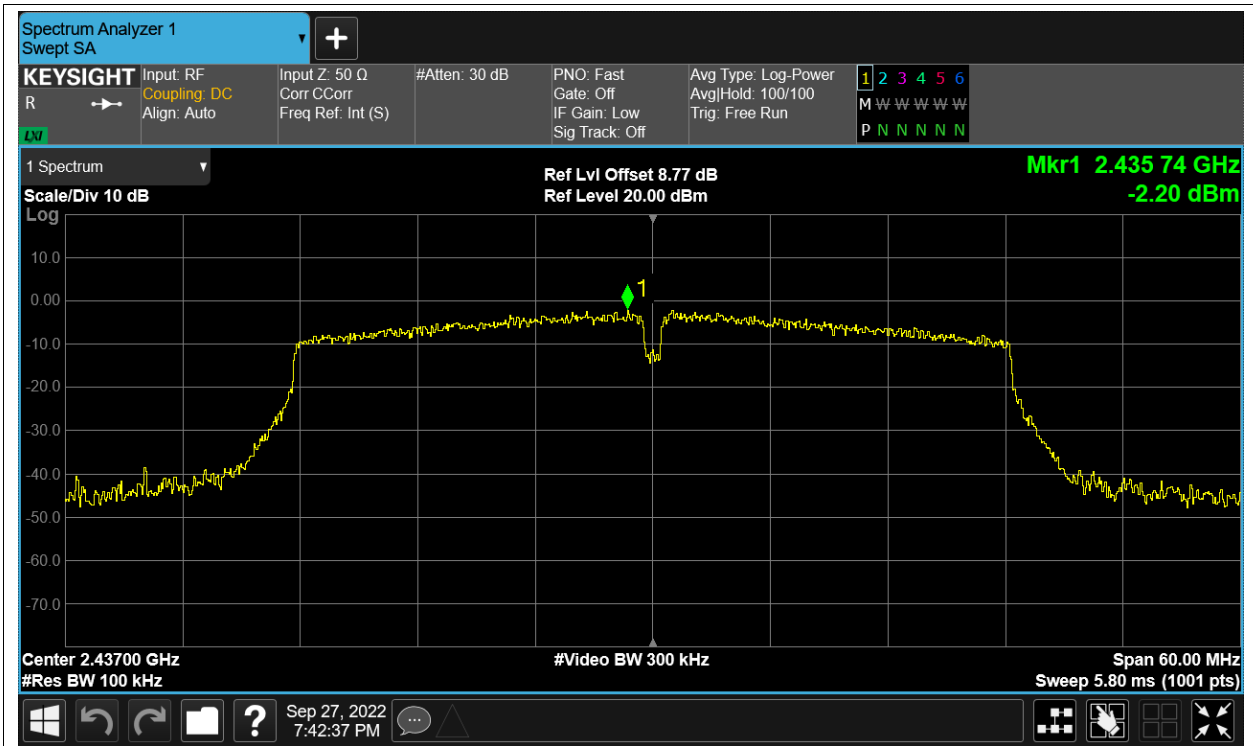 Spectrum Analyzer 1
Swept SA
KEYSIGHT
R
LXI
Input: RF
Coupling: DC
Align: Auto
Input Z: 50 Ω
Corr CCorr
Freq Ref: Int (S)
#Atten: 30 dB
PNO: Fast
Gate: Off
IF Gain: Low
Sig Track: Off
Avg Type: Log-Power
Avg|Hold: 100/100
Trig: Free Run
1 2 3 4 5 6
M W W W W W
P N N N N N
1 Spectrum
Scale/Div 10 dB
Log
Ref Lvl Offset 8.77 dB
Ref Level 20.00 dBm
Mkr1 2.435 74 GHz
-2.20 dBm
10.0
0.00
-10.0
-20.0
-30.0
-40.0
-50.0
-60.0
-70.0
1
Center 2.43700 GHz
#Res BW 100 kHz
#Video BW 300 kHz
Span 60.00 MHz
Sweep 5.80 ms (1001 pts)
?
Sep 27, 2022
7:42:37 PM